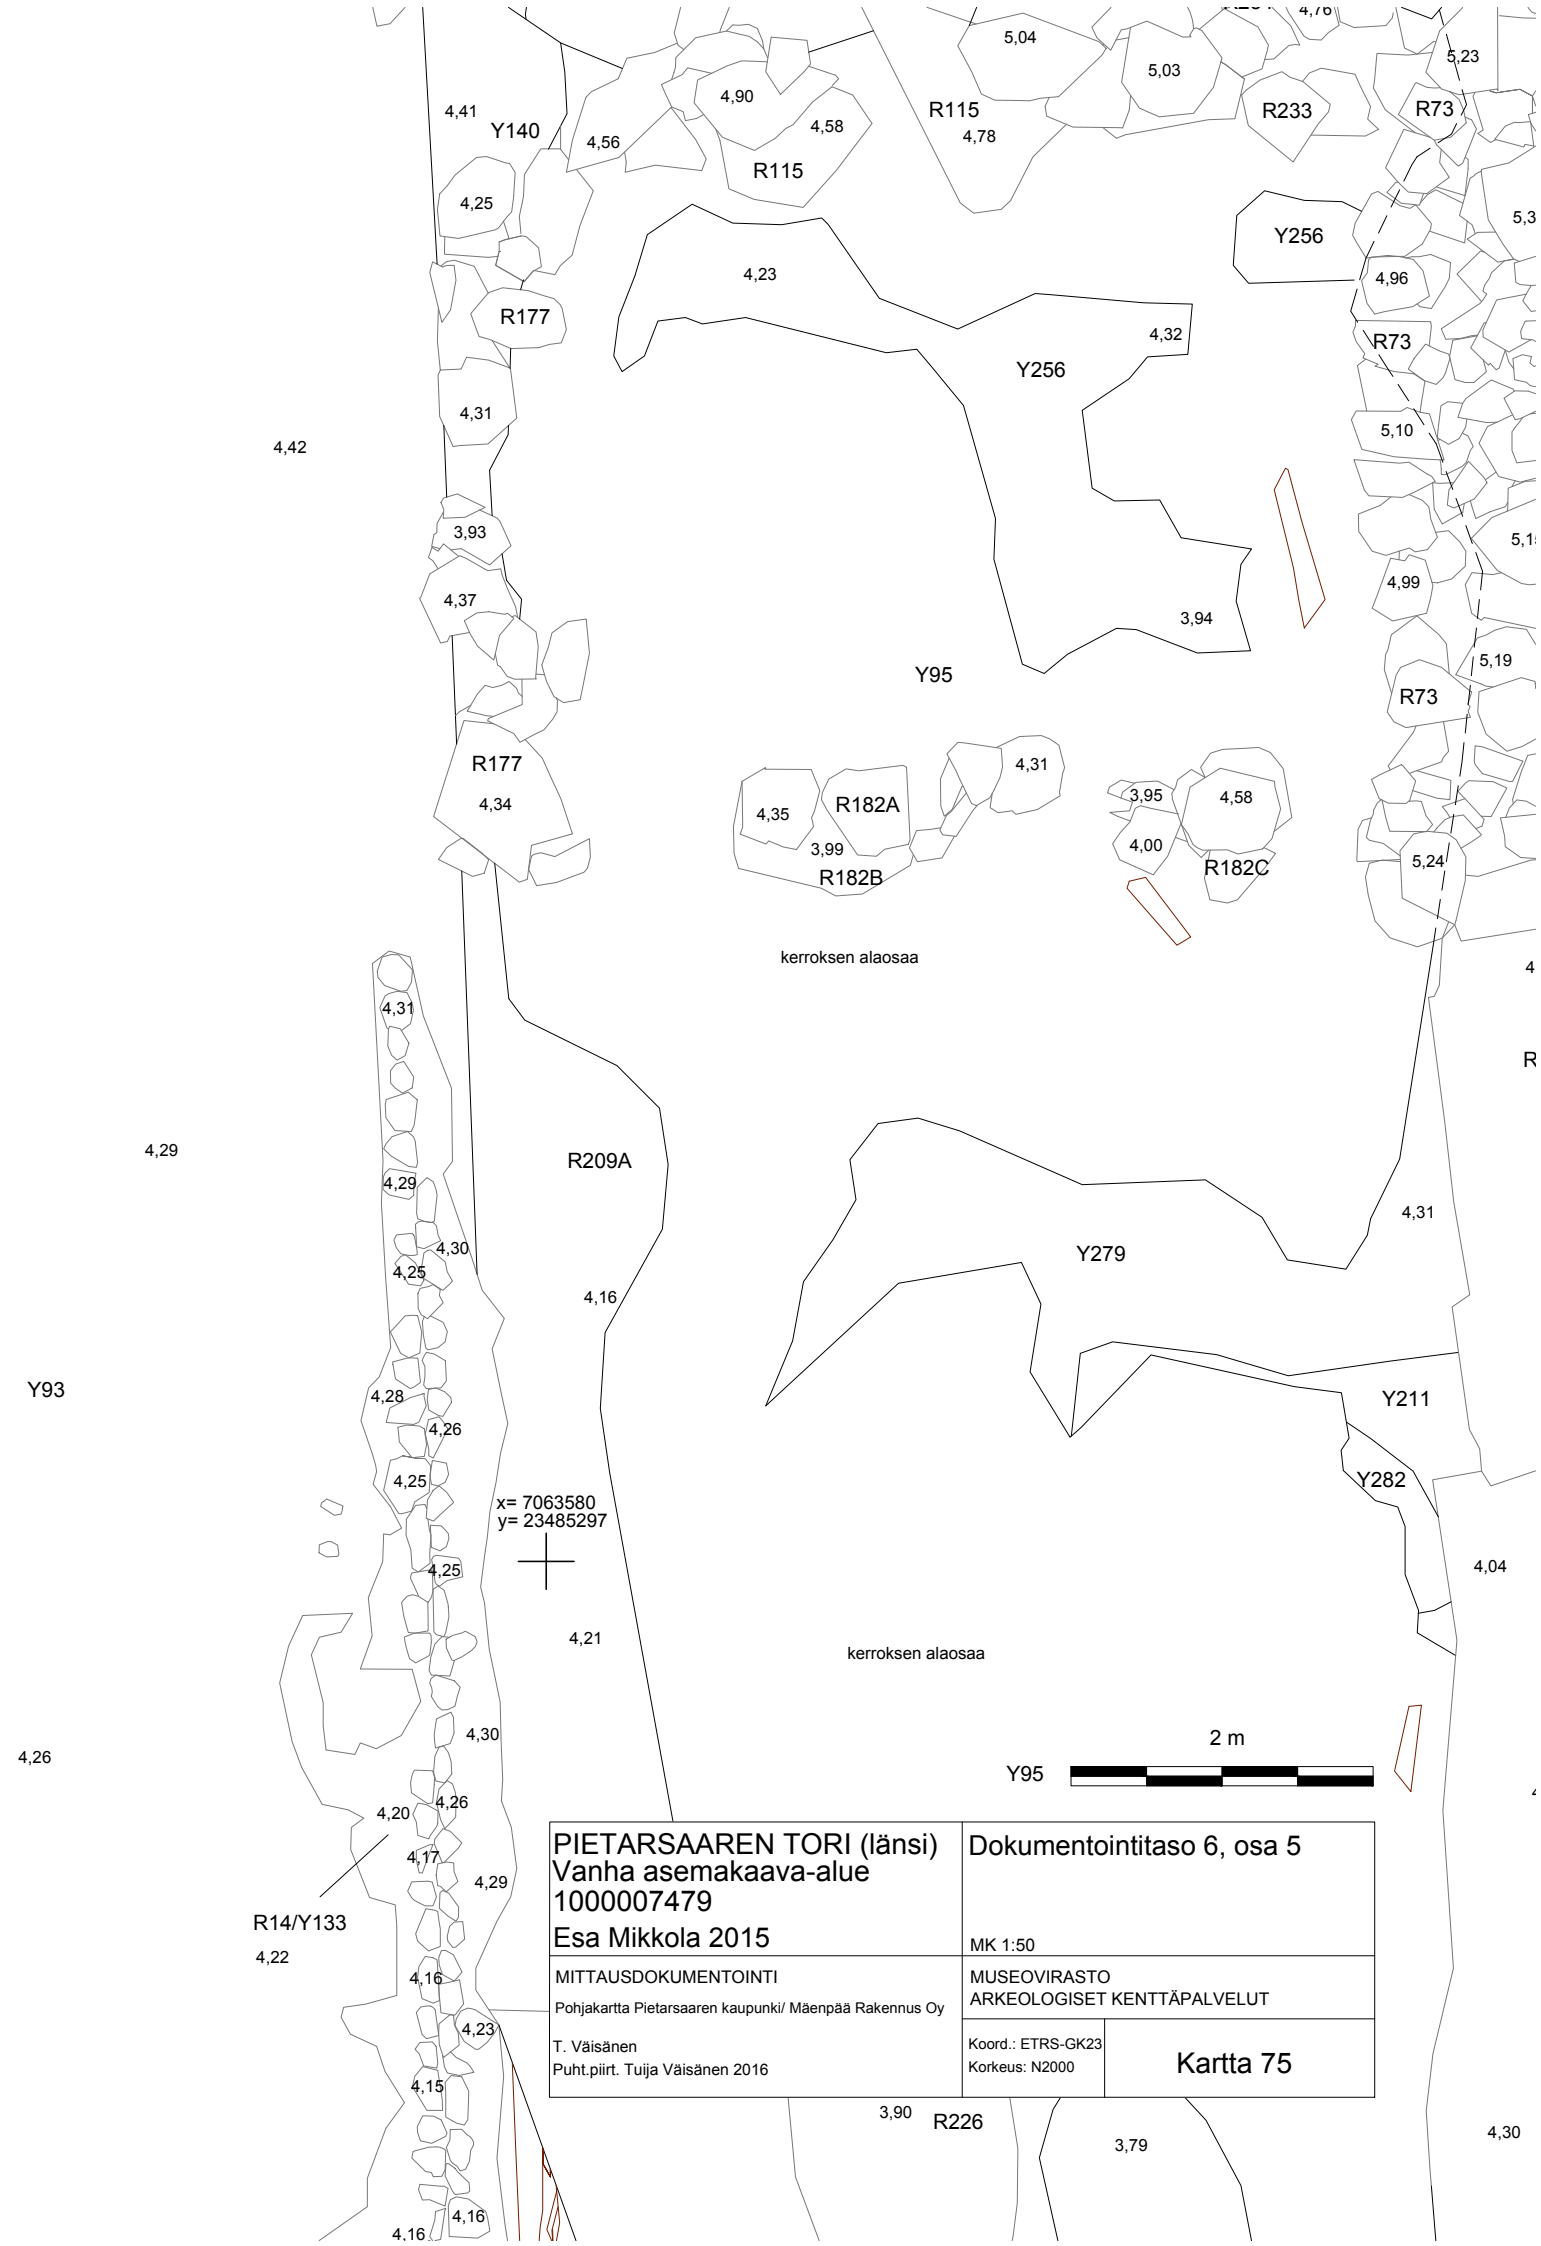 4,76
5,04
5,23
5,03
4,90
4,41
R115
R233
R73
Y140
4,58
4,56
4,78
R115
4,25
5,3
Y256
Y256
4,23
4,96
R177
4,32
R73
4,31
5,10
4,42
3,93
5,1
4,99
4,37
3,94
5,19
Y95
R73
R177
4,31
4,34
4,35
R182A
3,95
4,58
3,99
4,00
R182B
R182C
5,24
kerroksen alaosaa
4
4,31
R
4,29
R209A
4,29
4,31
4,30
Y279
4,25
4,16
Y93
4,28
Y211
4,26
4,25
Y282
x= 7063580
y= 23485297
4,25
4,04
4,21
kerroksen alaosaa
4,30
2 m
4,26
Y95
4,26
4,20
4,17
4,29
R14/Y133
4,22
PIETARSAAREN TORI (länsi)
Vanha asemakaava-alue
1000007479
Esa Mikkola 2015
Dokumentointitaso 6, osa 5
MK 1:50
MITTAUSDOKUMENTOINTI
Pohjakartta Pietarsaaren kaupunki/ Mäenpää Rakennus Oy
T. Väisänen
Puht.piirt. Tuija Väisänen 2016
MUSEOVIRASTO
ARKEOLOGISET KENTTÄPALVELUT
Koord.: ETRS-GK23
Korkeus: N2000
Kartta 75
4,16
4,23
4,15
3,90
R226
3,79
4,30
4,16
4,16